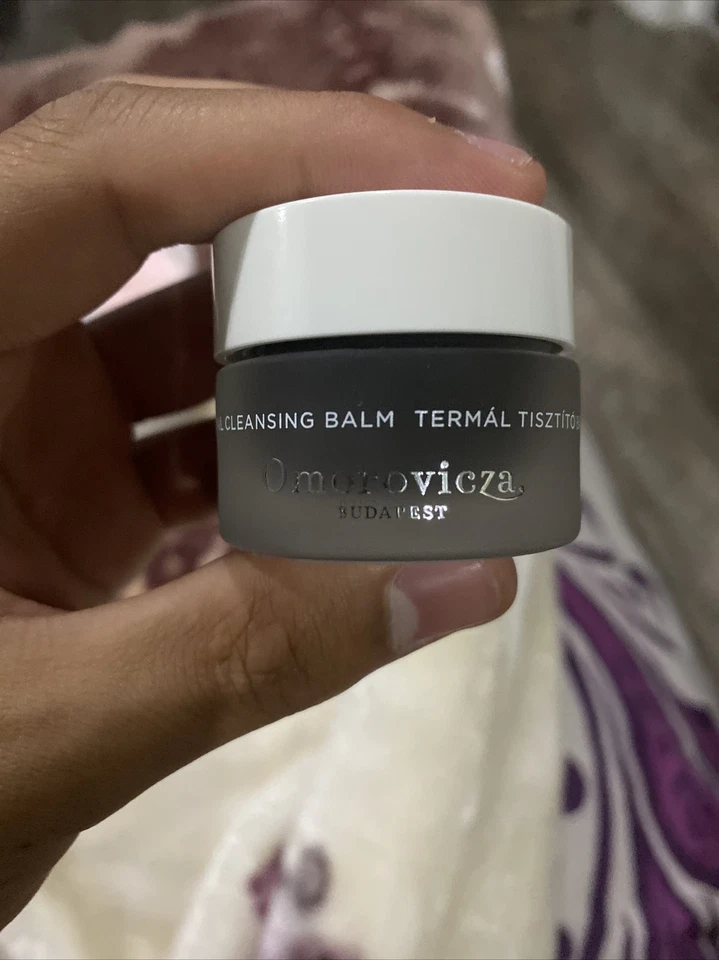 L CLEANSING BALM TERMÁL TISZTÍTÓ
Omorovicza
BUDAPEST